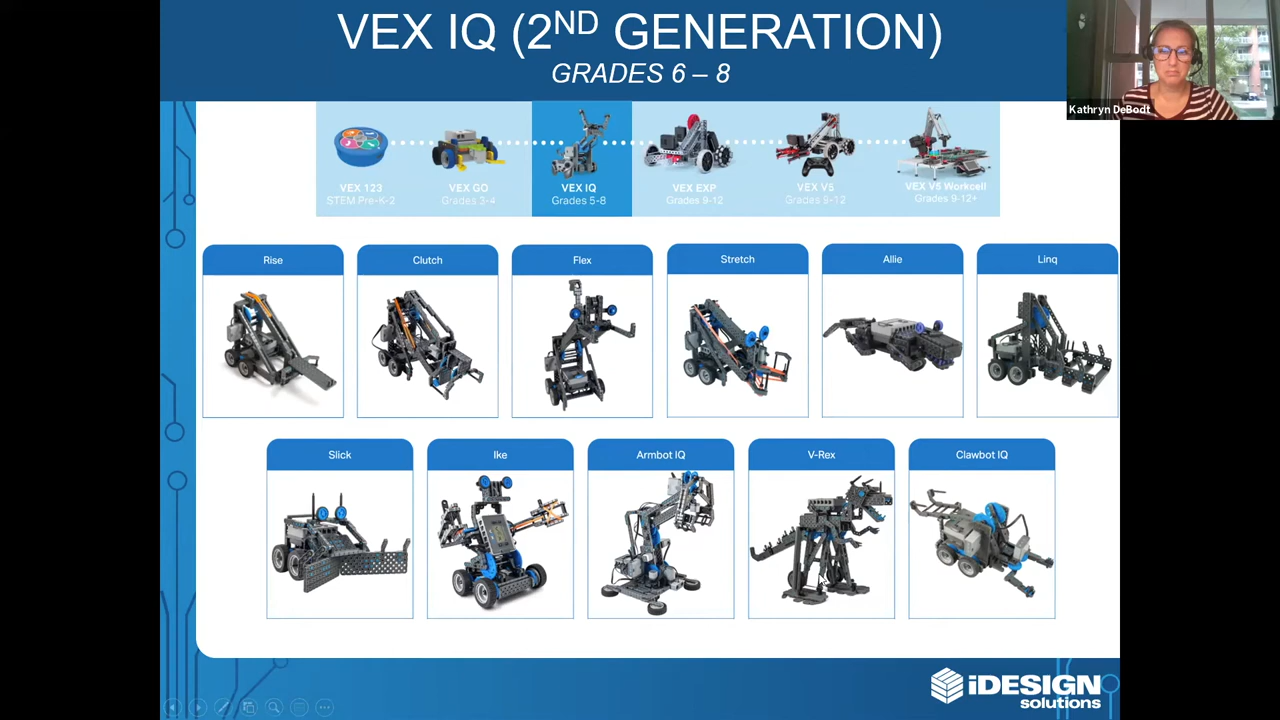 VEX IQ (2ND GENERATION)
GRADES 6 – 8
Kathryn DeBodt
VEX 123
STEM Pre-K-2
VEX GO
Grades 3-4
VEX IQ
Grades 5-8
VEX EXP
Grades 9-12
VEX V5
Grades 9-12
VEX V5 Workcell
Grades 9-12+
Rise
Clutch
Flex
Stretch
Allie
Linq
Slick
Ike
Armbot IQ
V-Rex
Clawbot IQ
iDESIGN
solutions